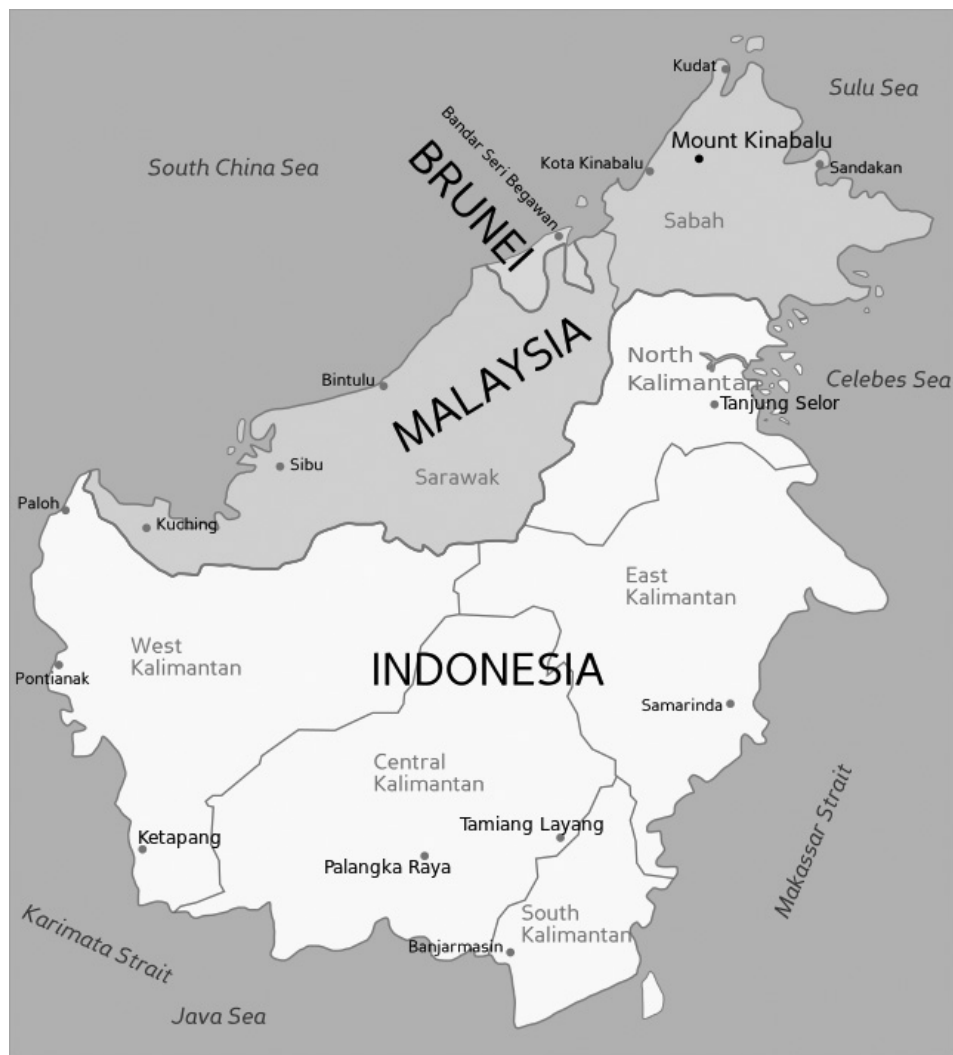 Kudat
Sulu Sea
Bandar Seri Begawan
BRUNEI
Mount Kinabalu
South China Sea
Kota Kinabalu
Sandakan
Sabah
MALAYSIA
North
Kalimantan
Bintulu
Celebes Sea
Tanjung Selor
Sibu
Sarawak
Paloh
Kuching
East
Kalimantan
West
Kalimantan
INDONESIA
Pontianak
Samarinda
Central
Kalimantan
Makassar Strait
Tamiang Layang
Ketapang
Palangka Raya
South
Kalimantan
Karimata Strait
Banjarmasin
Java Sea